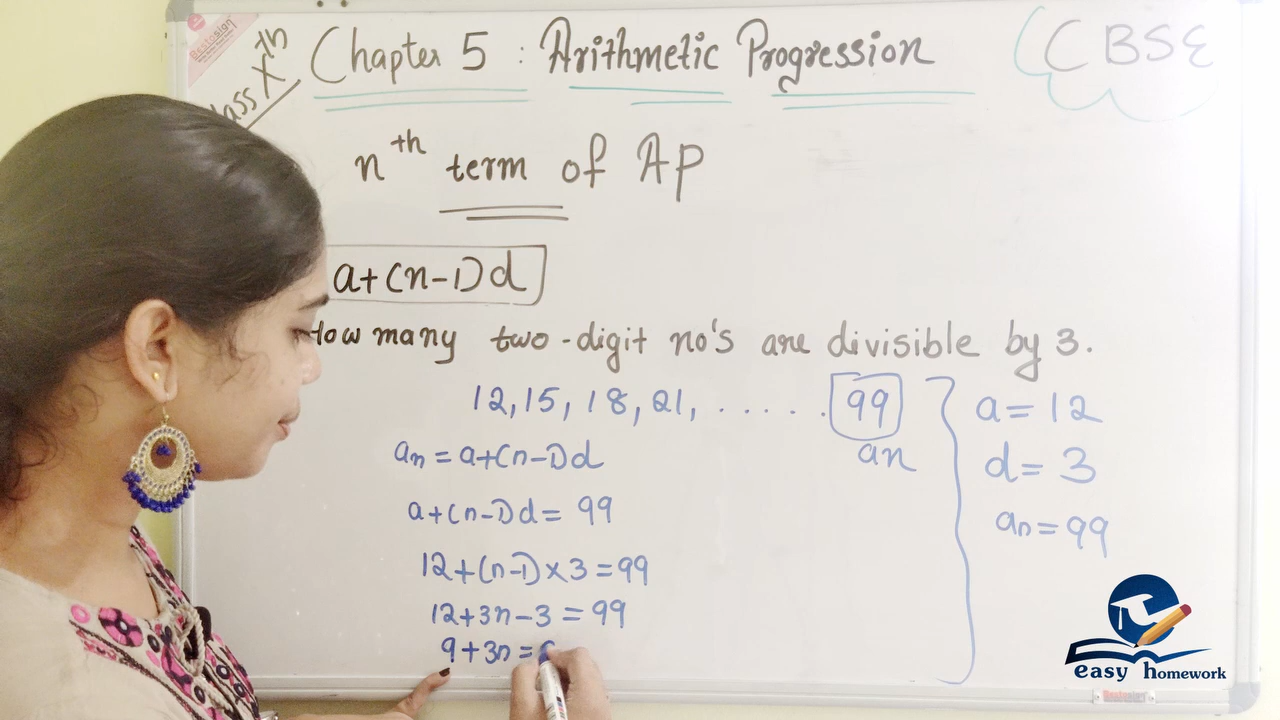 Bestosign
Class Xth
Chapter 5 : Arithmetic Progression
CBSE
nth term of AP
a+(n-1)d
How many two-digit no's are divisible by 3.
12, 15, 18, 21, ..... 99
an
an = a+(n-1)d
a+(n-1)d = 99
12+(n-1)×3=99
12+3n-3 = 99
9+3n =
a=12
d=3
an=99
easy homework